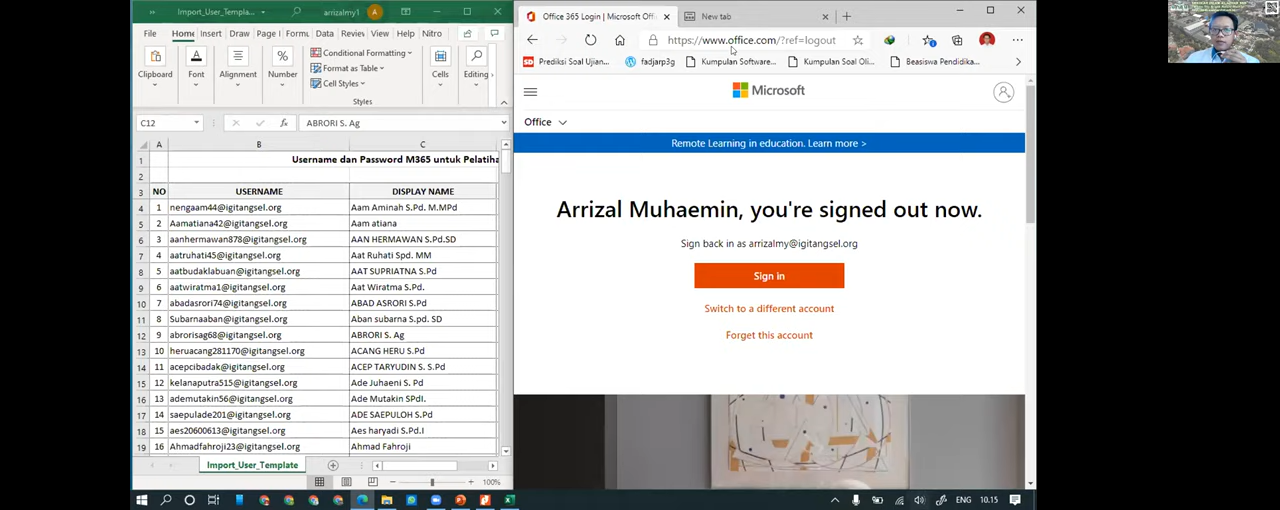 Import_User_Templa...
arrizalmy1
A
File
Home
Insert
Draw
Page
Formu
Data
Review
View
Help
Nitro
Clipboard
Font
Alignment
Number
Conditional Formatting
Format as Table
Cell Styles
Styles
Cells
Editing
C12
fx
ABRORI S. Ag
A B C
1 Username dan Password M365 untuk Pelatiha
2
3 NO USERNAME DISPLAY NAME
4 1 nengaam44@igitangsel.org Aam Aminah S.Pd. M.MPd
5 2 Aamatiana42@igitangsel.org Aam atiana
6 3 aanhermawan878@igitangsel.org AAN HERMAWAN S.Pd.SD
7 4 aatruhati45@igitangsel.org Aat Ruhati Spd. MM
8 5 aatbudaklabuan@igitangsel.org AAT SUPRIATNA S.Pd
9 6 aatwiratma1@igitangsel.org Aat Wiratma S.Pd.
10 7 abadasrori74@igitangsel.org ABAD ASRORI S.Pd
11 8 Subarnaaban@igitangsel.org Aban subarna S.pd. SD
12 9 abrorisag68@igitangsel.org ABRORI S. Ag
13 10 heruacang281170@igitangsel.org ACANG HERU S.Pd
14 11 acepcibadak@igitangsel.org ACEP TARYUDIN S. S.Pd
15 12 kelanaputra515@igitangsel.org Ade Juhaeni S. Pd
16 13 ademutakin56@igitangsel.org Ade Mutakin SPdI.
17 14 saepulade201@igitangsel.org ADE SAEPULOH S.Pd
18 15 aes20600613@igitangsel.org Aes haryadi S.Pd.I
19 16 Ahmadfahroji23@igitangsel.org Ahmad Fahroji
Import_User_Template
100%
Office 365 Login | Microsoft Offi
New tab
https://www.office.com/?ref=logout
Prediksi Soal Ujian...
fadjarp3g
Kumpulan Software...
Kumpulan Soal Oli...
Beasiswa Pendidika...
Microsoft
Office
Remote Learning in education. Learn more >
Arrizal Muhaemin, you're signed out now.
Sign back in as arrizalmy@igitangsel.org
Sign in
Switch to a different account
Forget this account
ENG
10.15